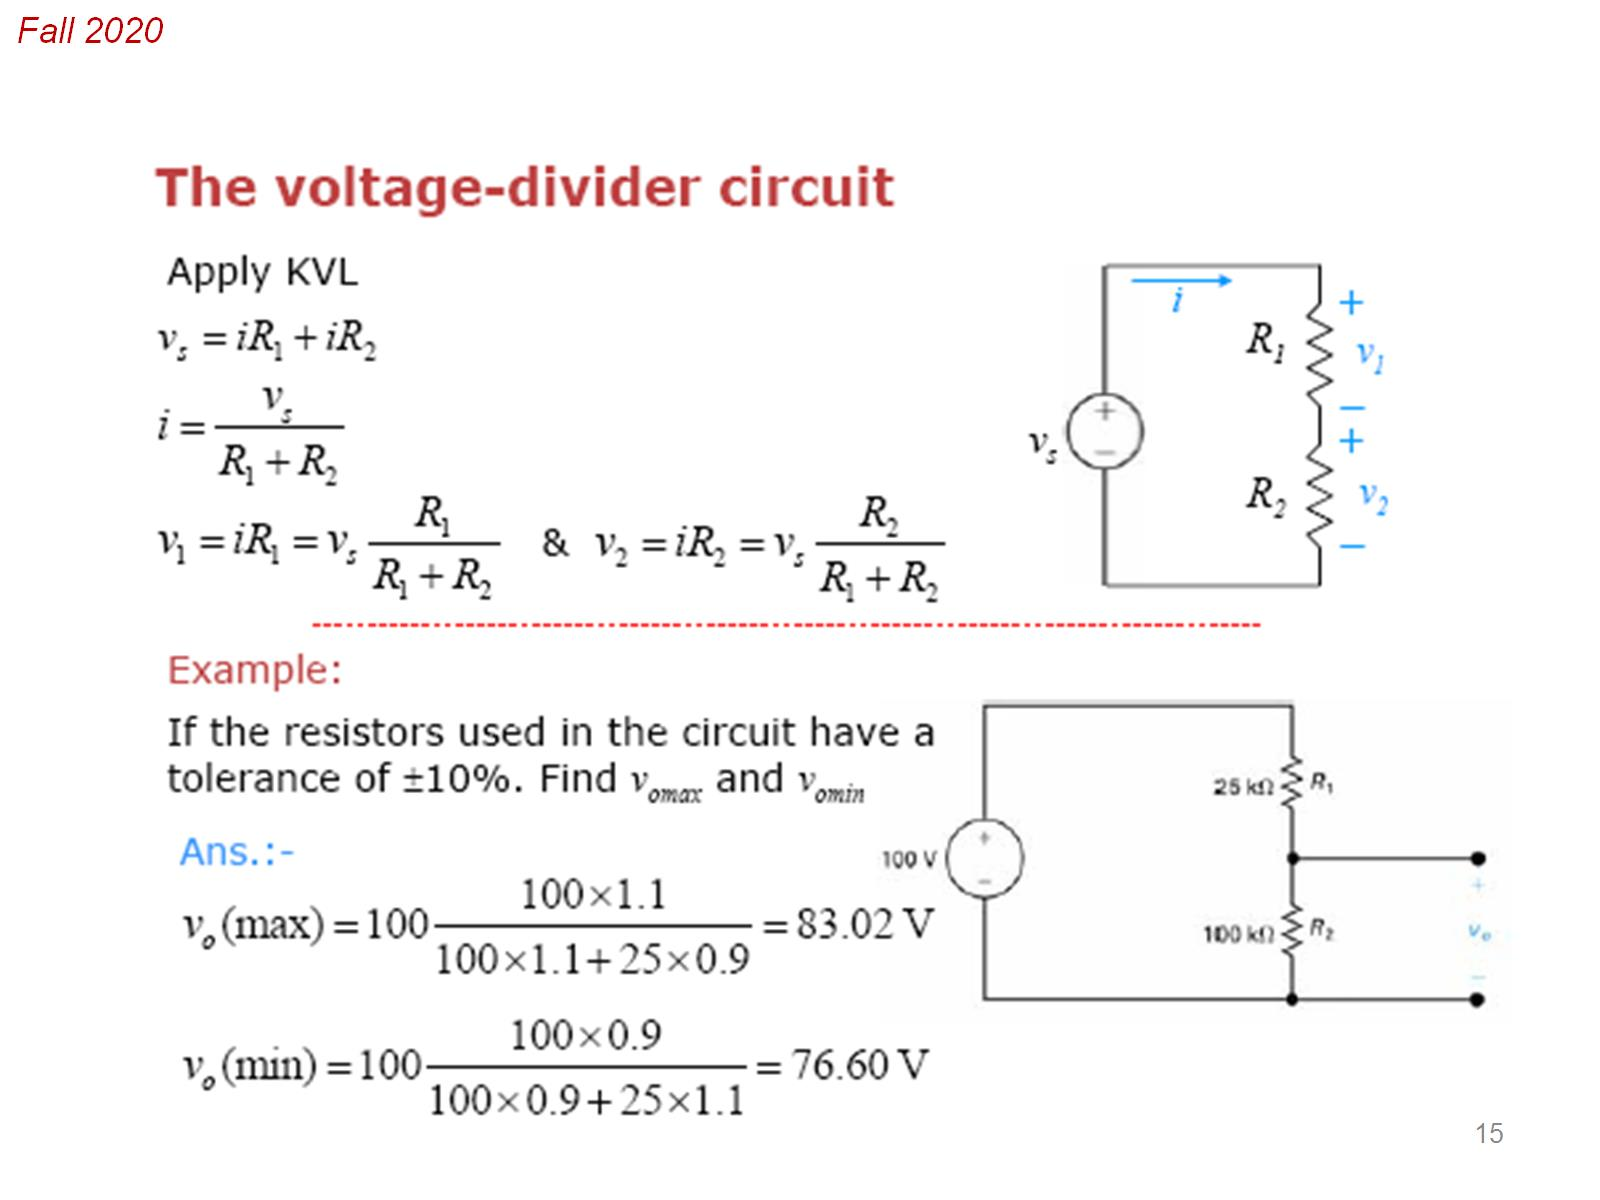 Fall 2020
The voltage-divider circuit
Apply KVL
v_s = iR_1 + iR_2
i = v_s / (R_1 + R_2)
v_1 = iR_1 = v_s R_1 / (R_1 + R_2) & v_2 = iR_2 = v_s R_2 / (R_1 + R_2)
i
+
R_1
v_1
−
+
v_s
+
−
R_2
v_2
−
Example:
If the resistors used in the circuit have a
tolerance of ±10%. Find v_omax and v_omin
Ans.:-
v_o(max) = 100 (100×1.1) / (100×1.1+25×0.9) = 83.02 V
v_o(min) = 100 (100×0.9) / (100×0.9+25×1.1) = 76.60 V
25 kΩ R_1
100 V
+
−
100 kΩ R_2
+
v_o
−
15